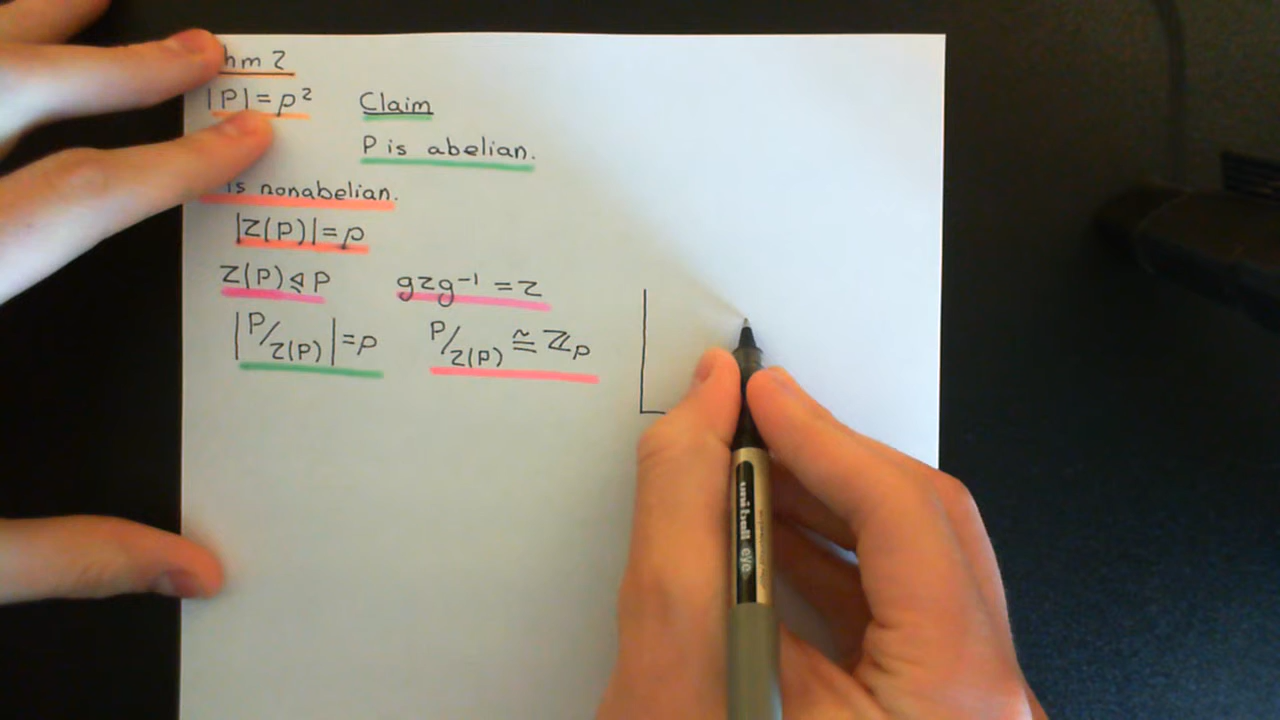 hm 2
|P| = p² Claim
P is abelian.
is nonabelian.
|Z(P)| = p
Z(P) ⊲ P gzg⁻¹ = z
|P/Z(P)| = p P/Z(P) ≅ ℤp
uniball eye